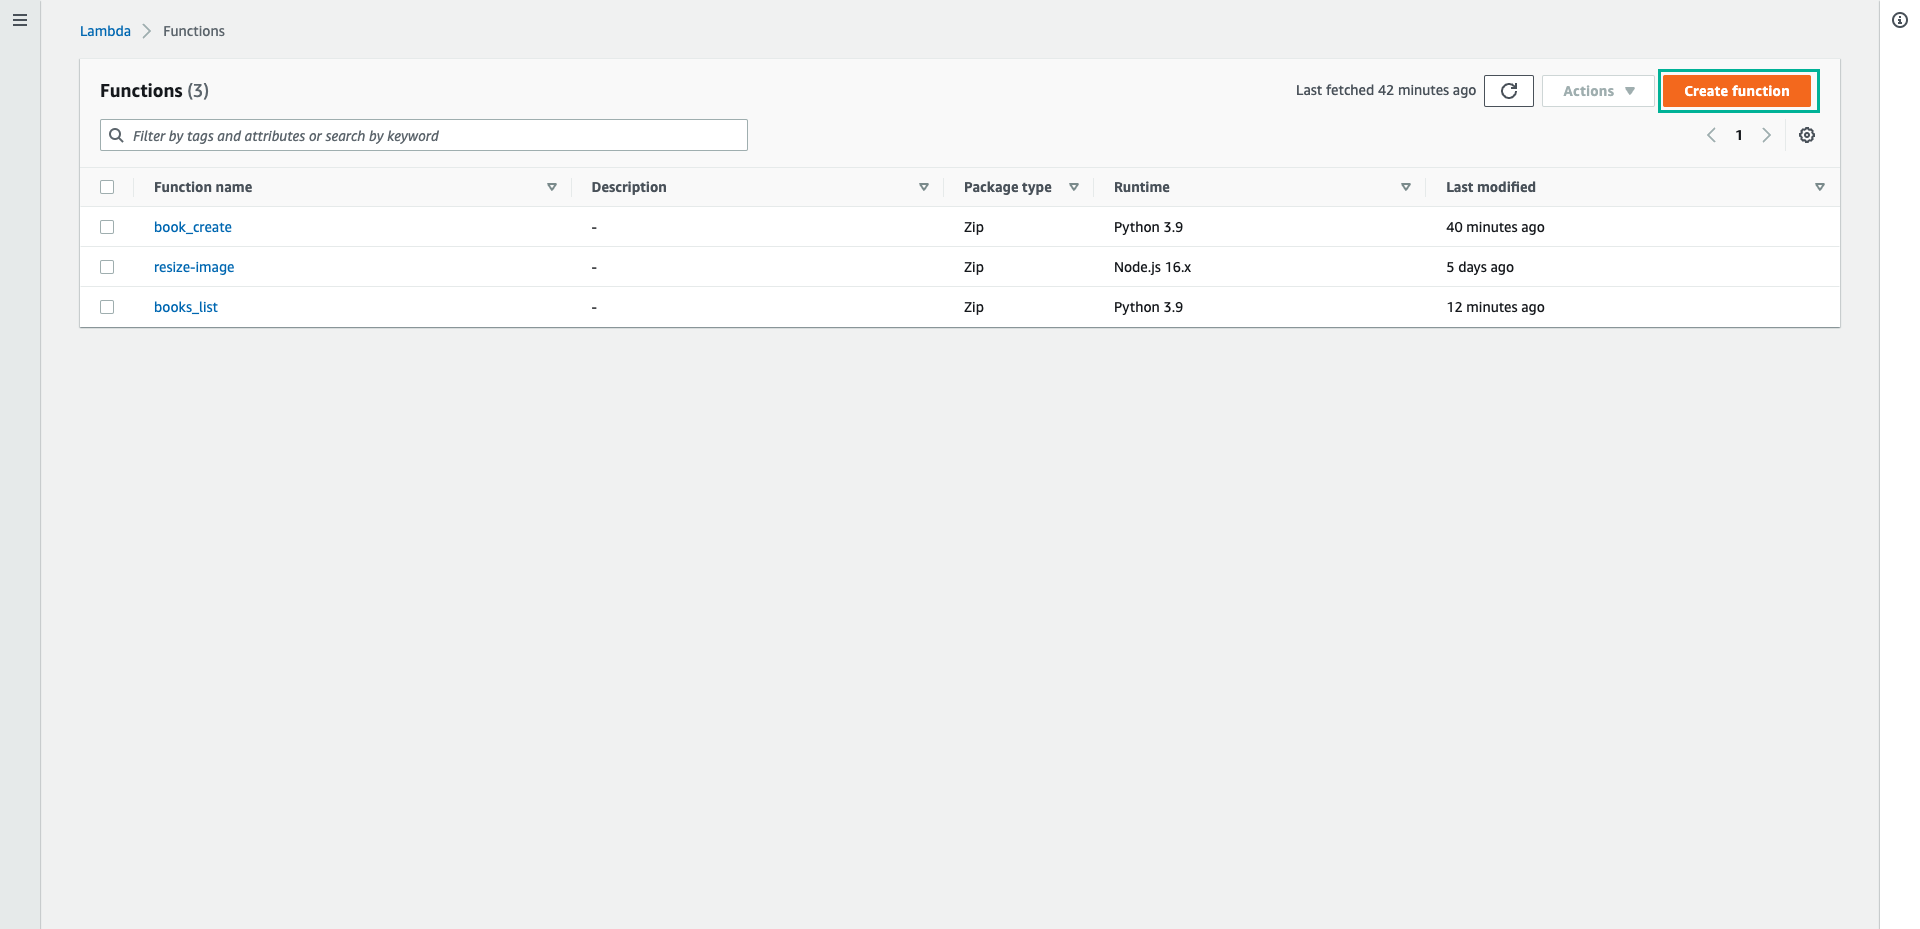 Lambda Functions
Functions (3) Last fetched 42 minutes ago Actions Create function
Filter by tags and attributes or search by keyword 1
Function name Description Package type Runtime Last modified
book_create - Zip Python 3.9 40 minutes ago
resize-image - Zip Node.js 16.x 5 days ago
books_list - Zip Python 3.9 12 minutes ago